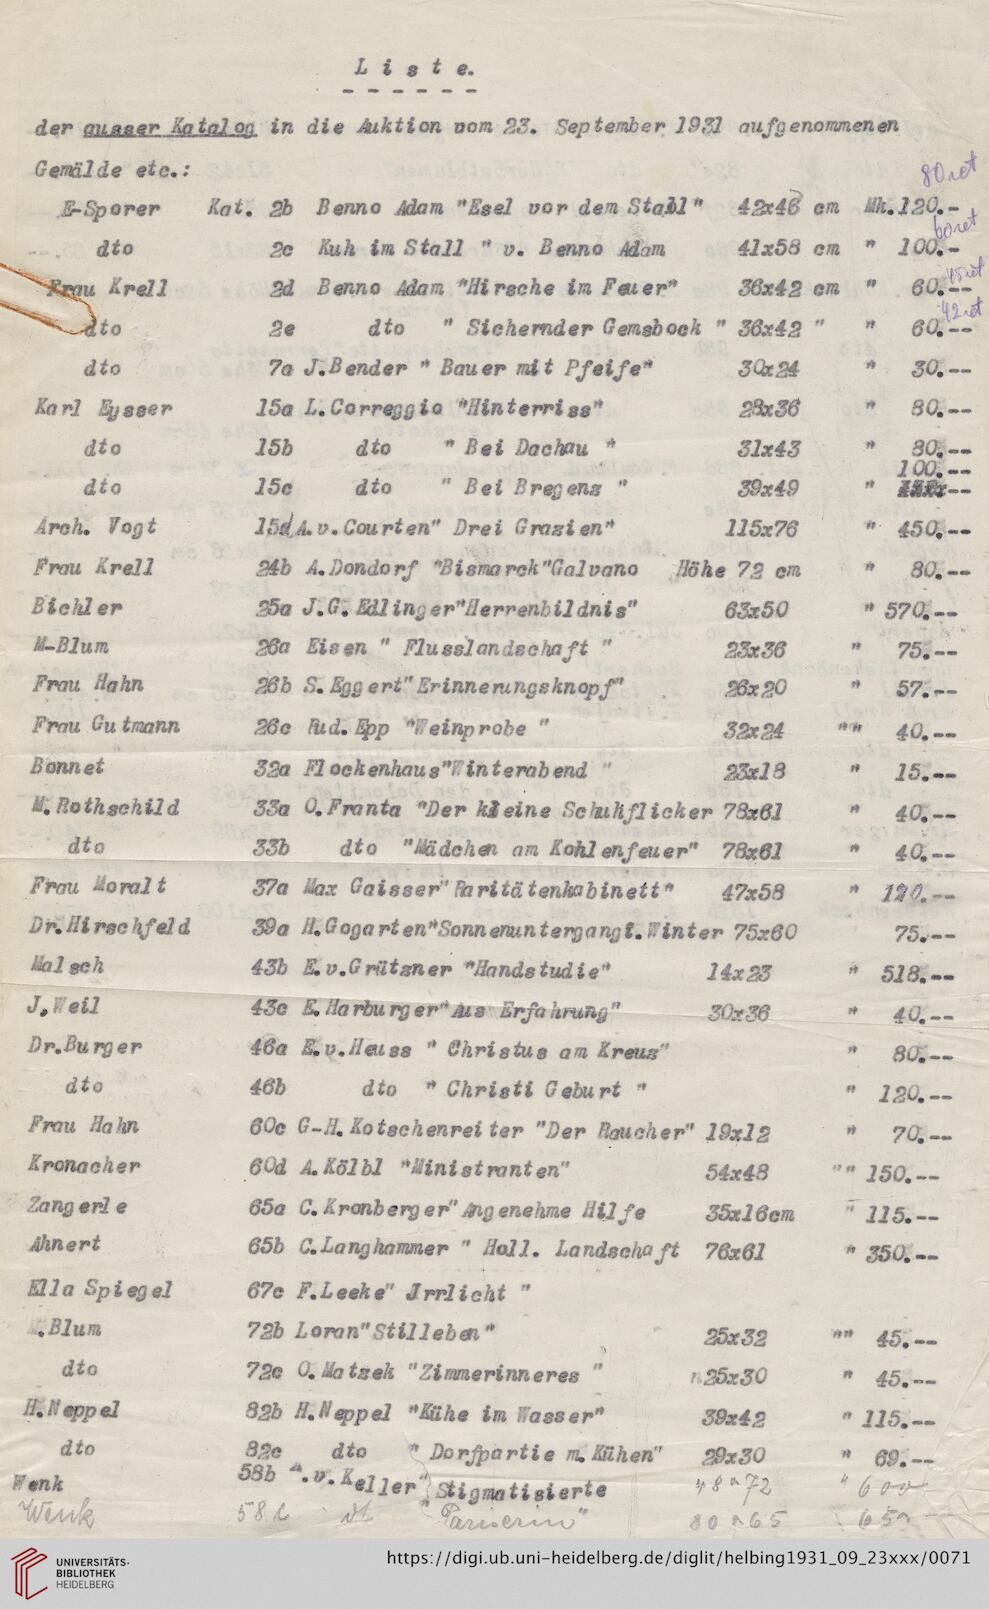 Liste.
der ausser Katalog in die Auktion vom 23. September 1931 aufgenommenen
Gemälde etc.:
80 ret
E-Sporer Kat. 2b Benno Adam "Esel vor dem Stall" 42x46 cm Mk.120.-
60 ret
dto 2c Kuh im Stall " v. Benno Adam 41x58 cm " 100.-
45 ret
Frau Krell 2d Benno Adam "Hirsche im Feuer" 36x42 cm " 60.--
42 ret
dto 2e dto " Sichernder Gemsbock " 36x42 " " 60.--
dto 7a J.Bender " Bauer mit Pfeife" 30x24 " 30.--
Karl Eysser 15a L.Correggio "Hinterriss" 28x36 " 80.--
dto 15b dto " Bei Dachau " 31x43 " 80.--
100.--
dto 15c dto " Bei Bregenz " 39x49 " --
Arch. Vogt 15d A.v.Courten" Drei Grazien" 115x76 " 450.--
Frau Krell 24b A.Dondorf "Bismarck"Galvano Höhe 72 cm " 80.--
Bichler 25a J.G.Edlinger"Herrenbildnis" 63x50 " 570.--
M-Blum 26a Eisen " Flusslandschaft " 23x36 " 75.--
Frau Hahn 26b S.Eggert"Erinnerungsknopf" 26x20 " 57.--
Frau Gutmann 26c Rud.Epp "Weinprobe " 32x24 "" 40.--
Bonnet 32a Flockenhaus"Winterabend " 23x18 " 15.--
M.Rothschild 33a O.Franta "Der kleine Schuhflicker 78x61 " 40.--
dto 33b dto "Mädchen am Kohlenfeuer" 78x61 " 40.--
Frau Moralt 37a Max Gaisser"Raritätenkabinett" 47x58 " 120.--
Dr.Hirschfeld 39a H.Gogarten"Sonnenuntergangi.Winter 75x60 75.--
Malsch 43b E.v.Grützner "Handstudie" 14x23 " 518.--
J.Weil 43c E.Harburger"Aus Erfahrung" 30x36 " 40.--
Dr.Burger 46a E.v.Heuss " Christus am Kreuz" " 80.--
dto 46b dto " Christi Geburt " " 120.--
Frau Hahn 60c G-H.Kotschenreiter "Der Raucher" 19x12 " 70.--
Kronacher 60d A.Kölbl "Ministranten" 54x48 "" 150.--
Zangerle 65a C.Kronberger"Angenehme Hilfe 35x16cm " 115.--
Ahnert 65b C.Langhammer " Holl. Landschaft 76x61 " 350.--
Ella Spiegel 67c F.Leeke" Irrlicht "
M.Blum 72b Loran"Stilleben" 25x32 "" 45.--
dto 72c O.Matzek "Zimmerinneres " 25x30 " 45.--
H.Neppel 82b H.Neppel "Kühe im Wasser" 39x42 " 115.--
dto 82c dto " Dorfpartie m.Kühen" 29x30 " 69.--
Wenk 58b .v.Keller" Stigmatisierte 48x72 " 600
Wenk 58c dt "Pariserin" 80x65 650
UNIVERSITÄTS-
BIBLIOTHEK
HEIDELBERG
https://digi.ub.uni-heidelberg.de/diglit/helbing1931_09_23xxx/0071